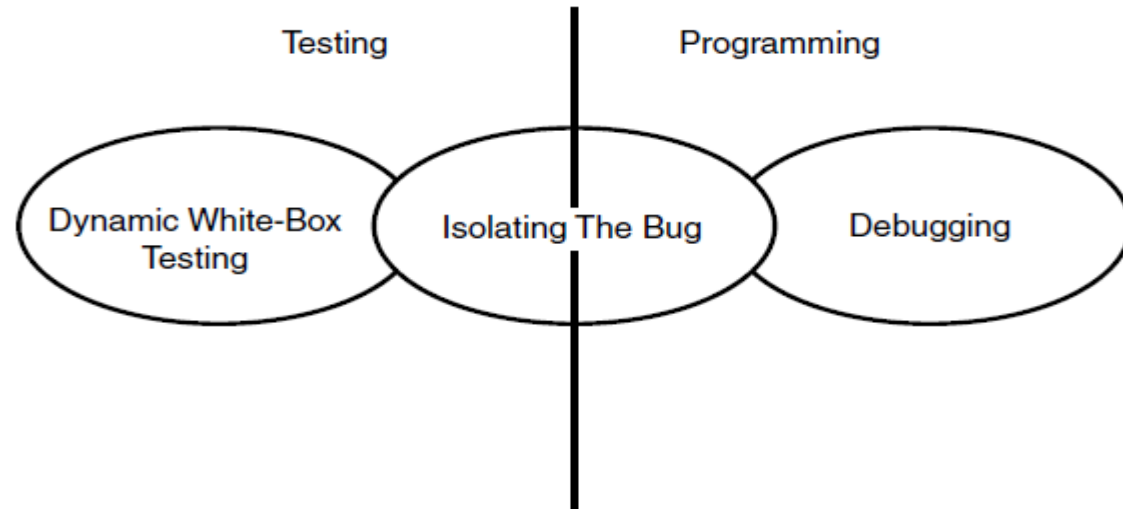 Testing
Programming
Dynamic White-Box
Testing
Isolating The Bug
Debugging